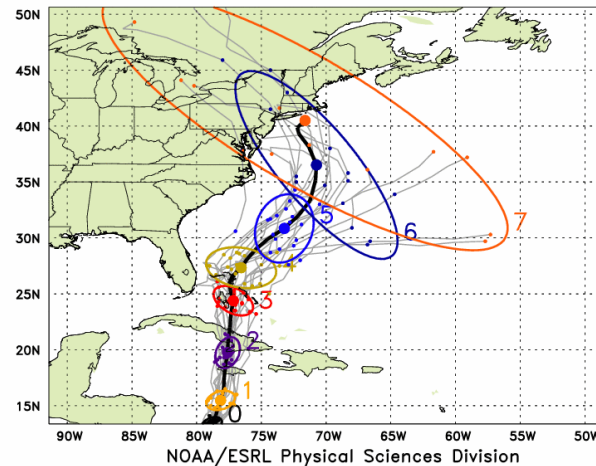 50N
45N
40N
35N
30N
25N
20N
15N
7
6
5
4
3
2
1
0
90W 85W 80W 75W 70W 65W 60W 55W 50W
NOAA/ESRL Physical Sciences Division